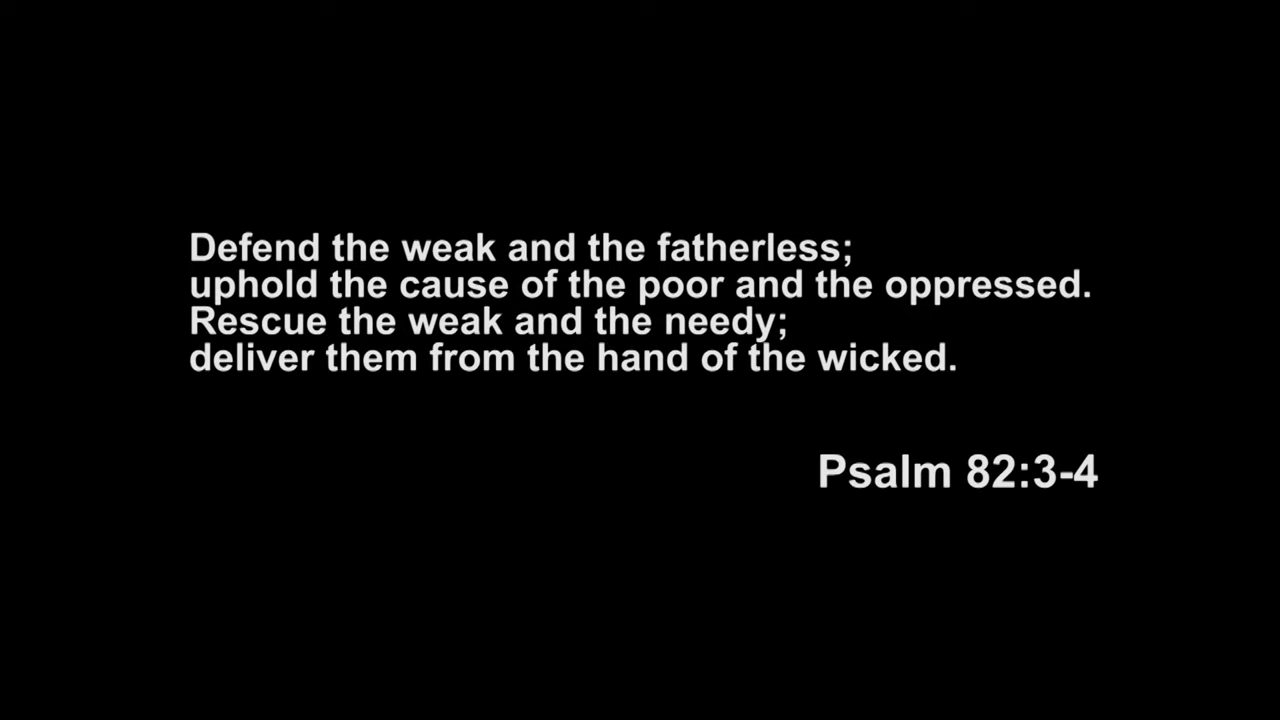 Defend the weak and the fatherless;
uphold the cause of the poor and the oppressed.
Rescue the weak and the needy;
deliver them from the hand of the wicked.
Psalm 82:3-4